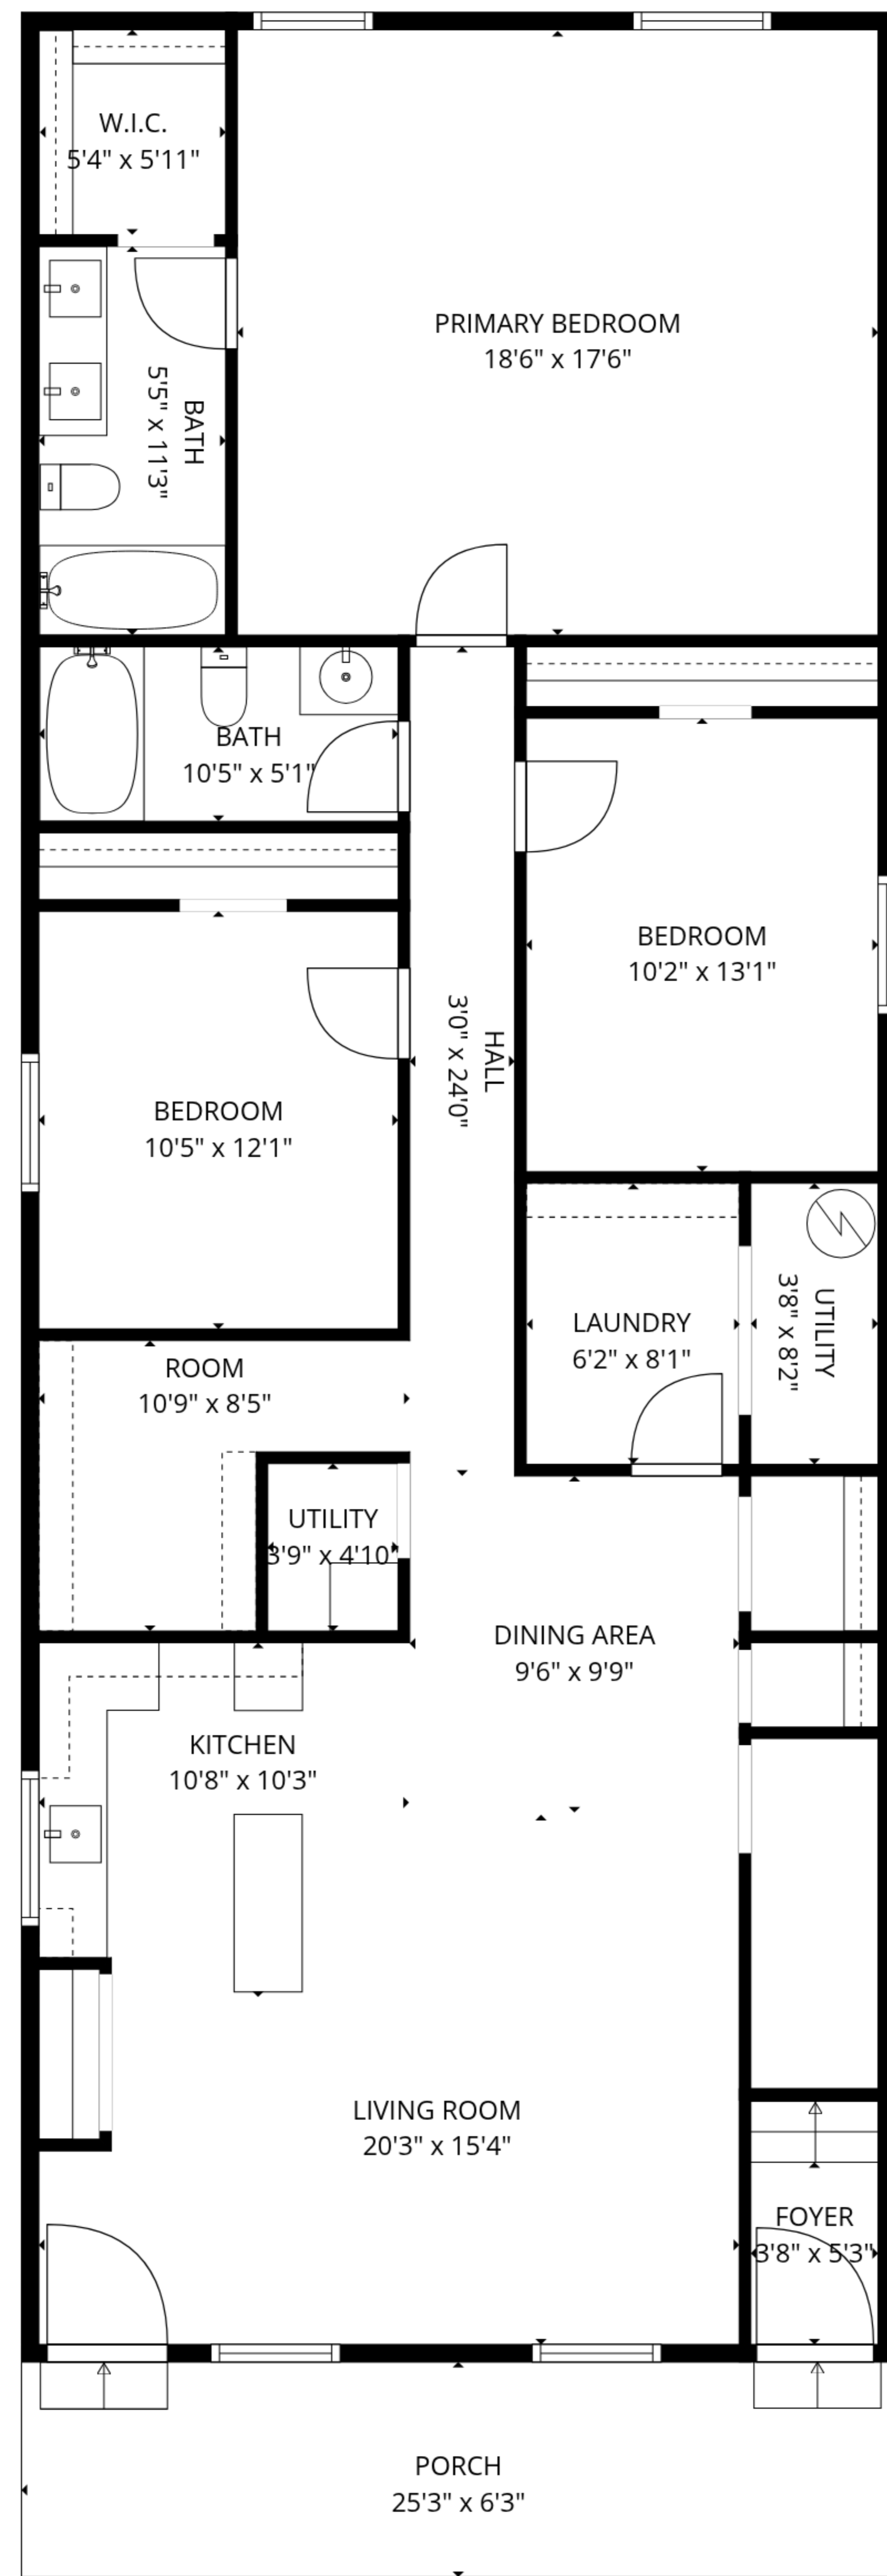 W.I.C.
5'4" x 5'11"
PRIMARY BEDROOM
18'6" x 17'6"
BATH
5'5" x 11'3"
BATH
10'5" x 5'1"
BEDROOM
10'2" x 13'1"
HALL
3'0" x 24'0"
BEDROOM
10'5" x 12'1"
LAUNDRY
6'2" x 8'1"
UTILITY
3'8" x 8'2"
ROOM
10'9" x 8'5"
UTILITY
3'9" x 4'10"
DINING AREA
9'6" x 9'9"
KITCHEN
10'8" x 10'3"
LIVING ROOM
20'3" x 15'4"
FOYER
3'8" x 5'3"
PORCH
25'3" x 6'3"